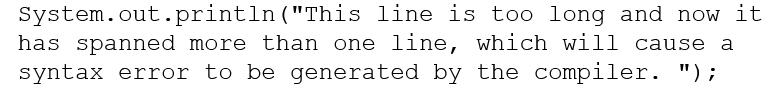 System.out.println("This line is too long and now it
has spanned more than one line, which will cause a
syntax error to be generated by the compiler. ");